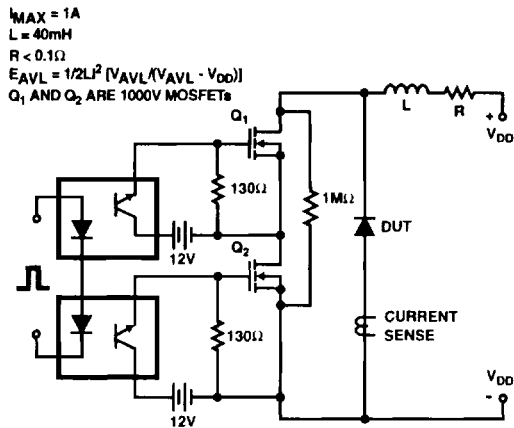 IMAX = 1A
L = 40mH
R < 0.1Ω
EAVL = 1/2LI² [VAVL/(VAVL - VDD)]
Q1 AND Q2 ARE 1000V MOSFETs
Q1
L
R
+
VDD
130Ω
1MΩ
12V
DUT
Q2
130Ω
CURRENT
SENSE
VDD
-
12V